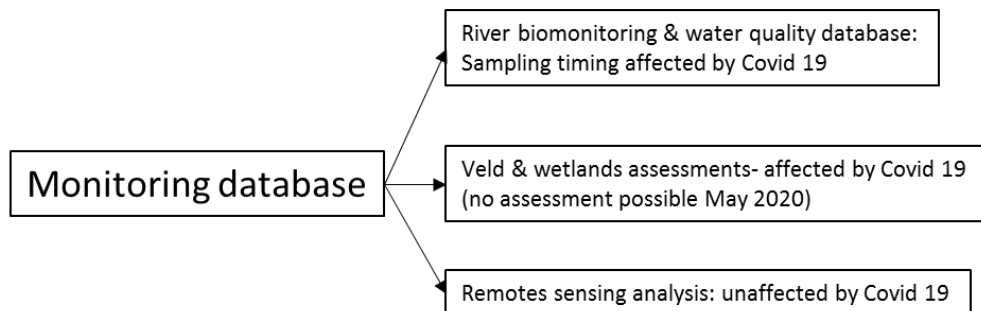 River biomonitoring & water quality database:
Sampling timing affected by Covid 19
Monitoring database
Veld & wetlands assessments- affected by Covid 19
(no assessment possible May 2020)
Remotes sensing analysis: unaffected by Covid 19